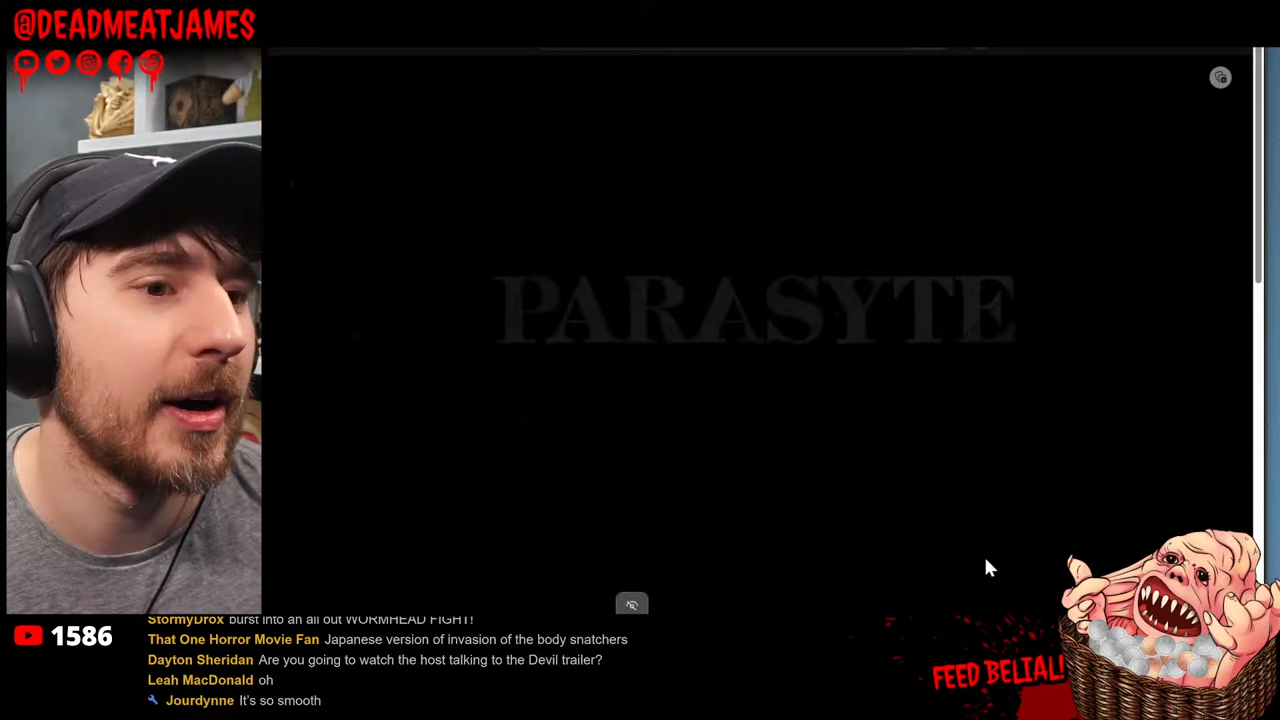 @DEADMEATJAMES
PARASYTE
StormyDrox burst into an all out WORMHEAD FIGHT!
That One Horror Movie Fan Japanese version of invasion of the body snatchers
Dayton Sheridan Are you going to watch the host talking to the Devil trailer?
Leah MacDonald oh
Jourdynne It's so smooth
1586
FEED BELIAL!